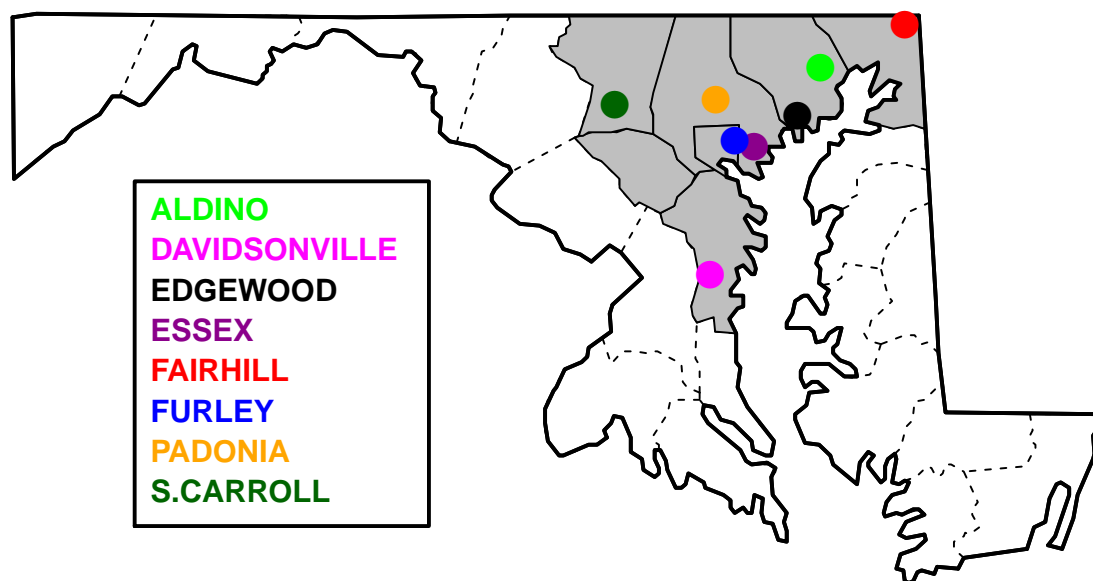 ALDINO
DAVIDSONVILLE
EDGEWOOD
ESSEX
FAIRHILL
FURLEY
PADONIA
S.CARROLL